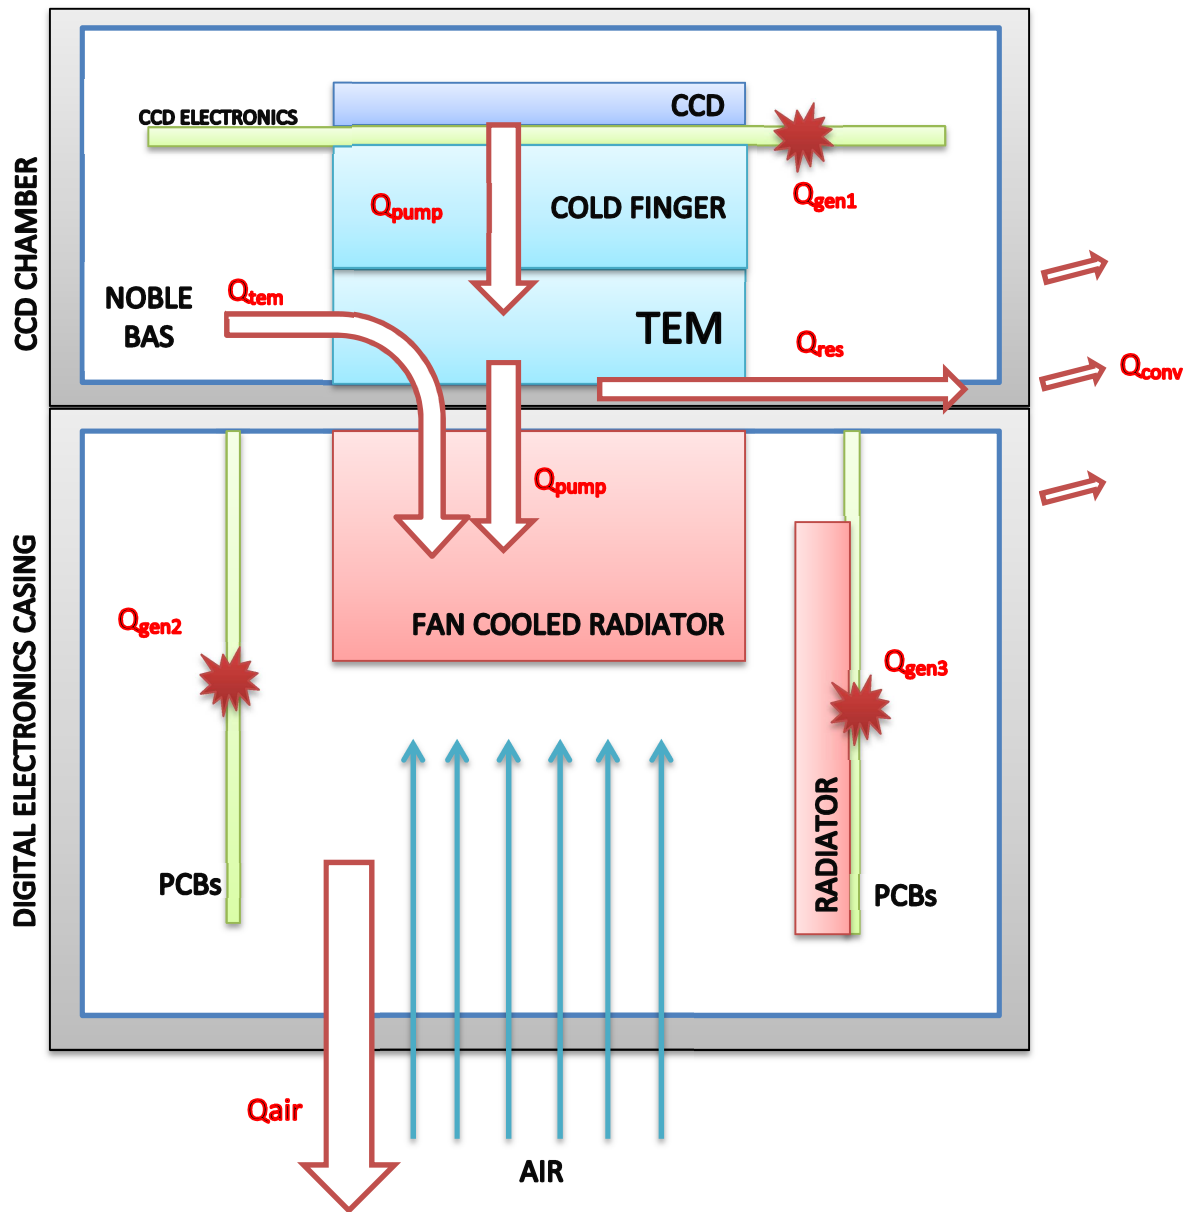 CCD CHAMBER
CCD ELECTRONICS
CCD
Qgen1
Qpump
COLD FINGER
Qtem
NOBLE
BAS
TEM
Qres
Qconv
DIGITAL ELECTRONICS CASING
Qpump
Qgen2
FAN COOLED RADIATOR
Qgen3
RADIATOR
PCBs
PCBs
Qair
AIR